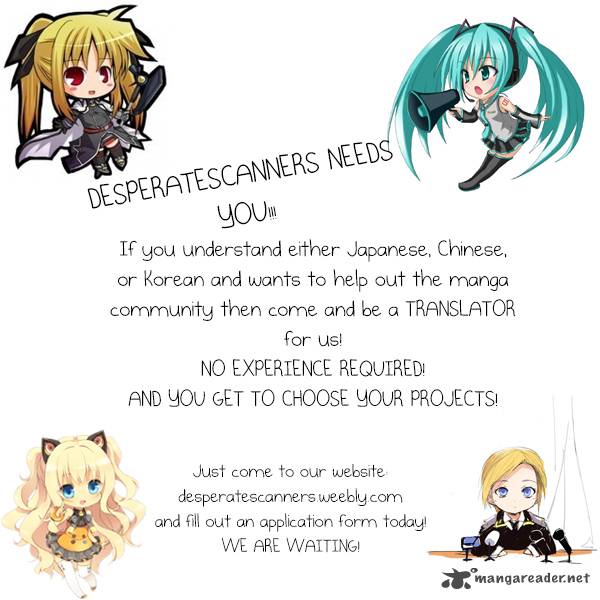 DESPERATESCANNERS NEEDS
YOU!!!
If you understand either Japanese, Chinese,
or Korean and wants to help out the manga
community then come and be a TRANSLATOR
for us!
NO EXPERIENCE REQUIRED!
AND YOU GET TO CHOOSE YOUR PROJECTS!
Just come to our website:
desperatescanners.weebly.com
and fill out an application form today!
WE ARE WAITING!
mangareader.net